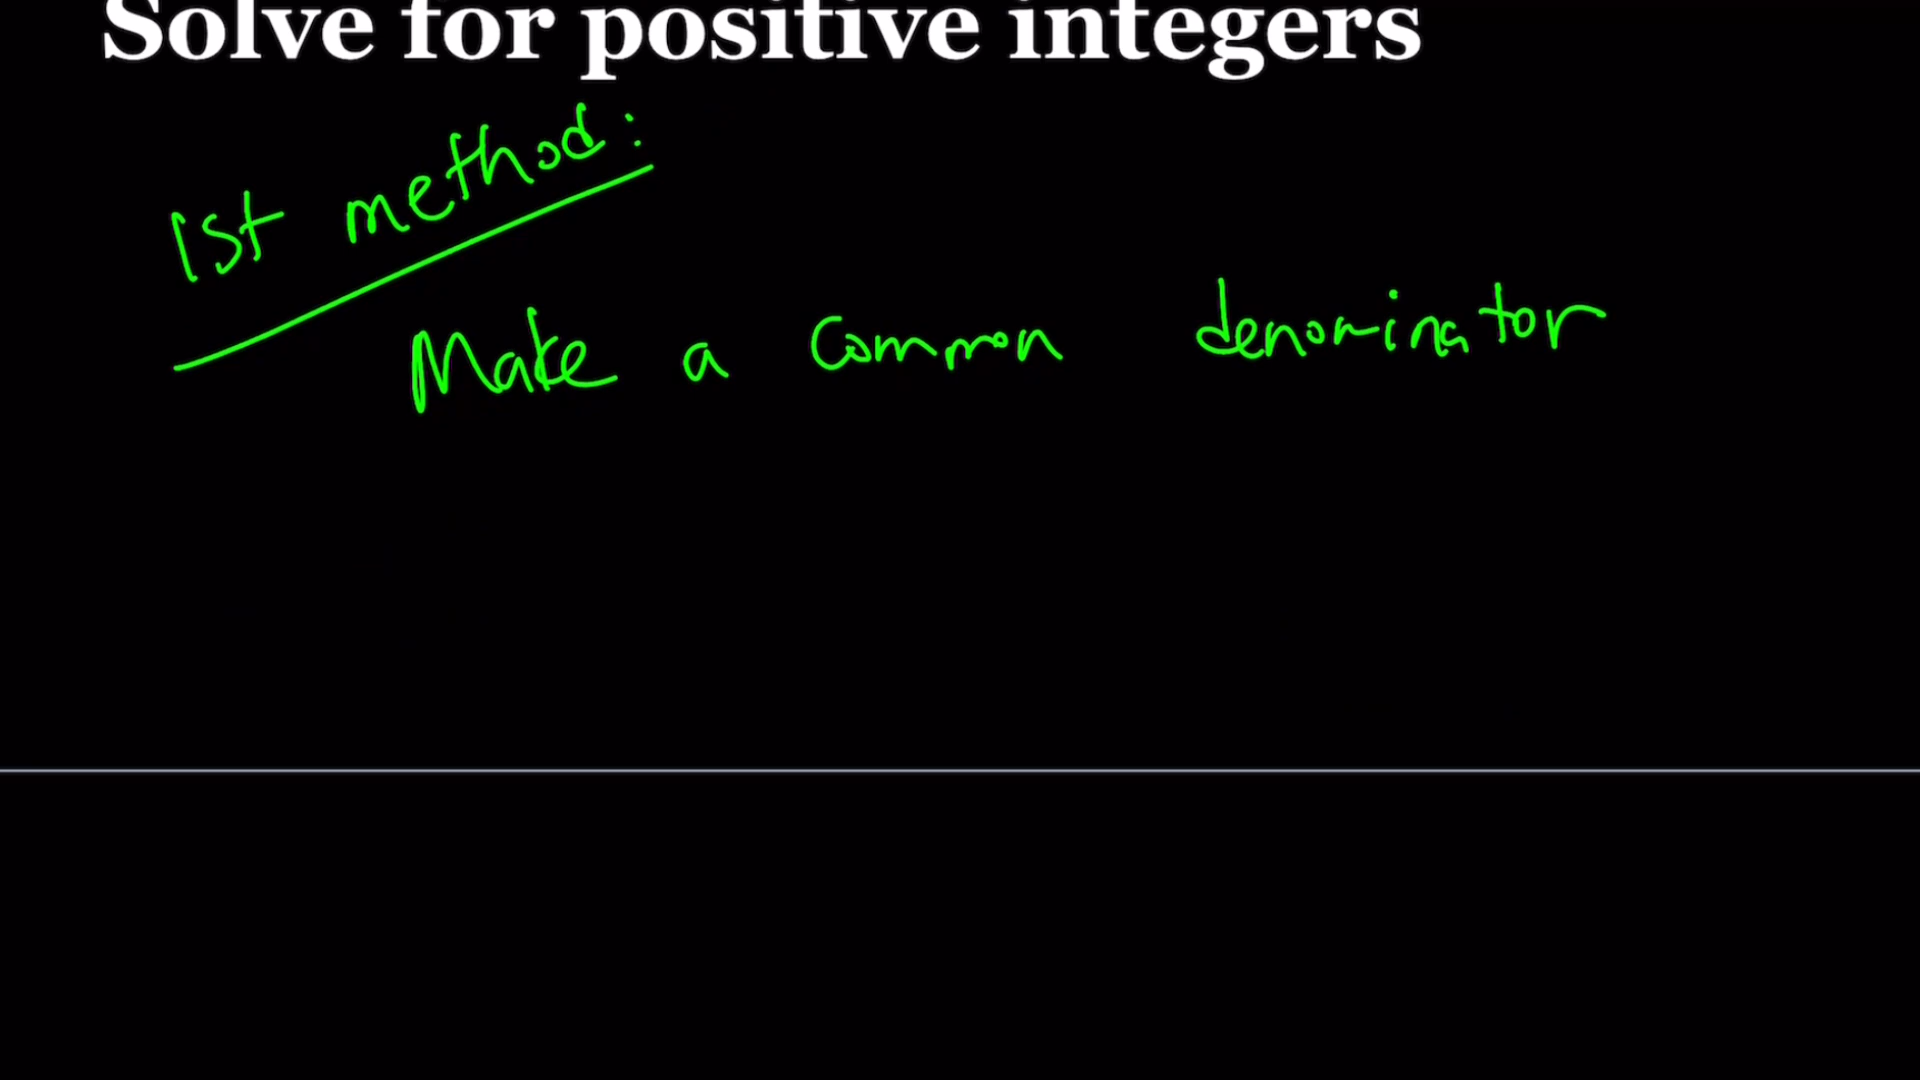 Solve for positive integers
1st method:
Make a common denominator